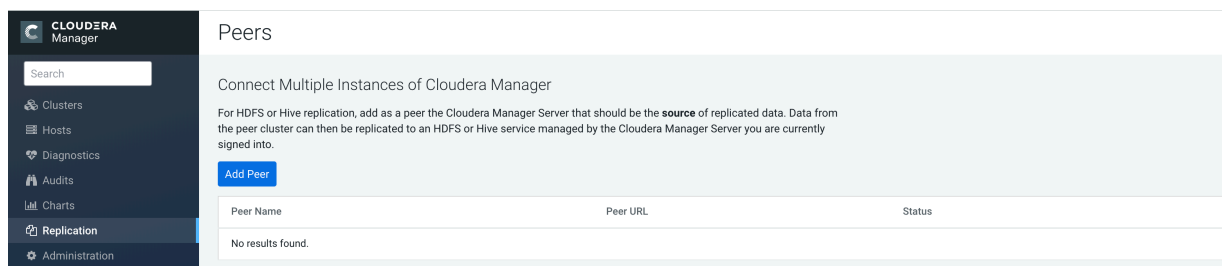 CLOUDERA
Manager
Search
Clusters
Hosts
Diagnostics
Audits
Charts
Replication
Administration
Peers
Connect Multiple Instances of Cloudera Manager
For HDFS or Hive replication, add as a peer the Cloudera Manager Server that should be the source of replicated data. Data from
the peer cluster can then be replicated to an HDFS or Hive service managed by the Cloudera Manager Server you are currently
signed into.
Add Peer
Peer Name Peer URL Status
No results found.